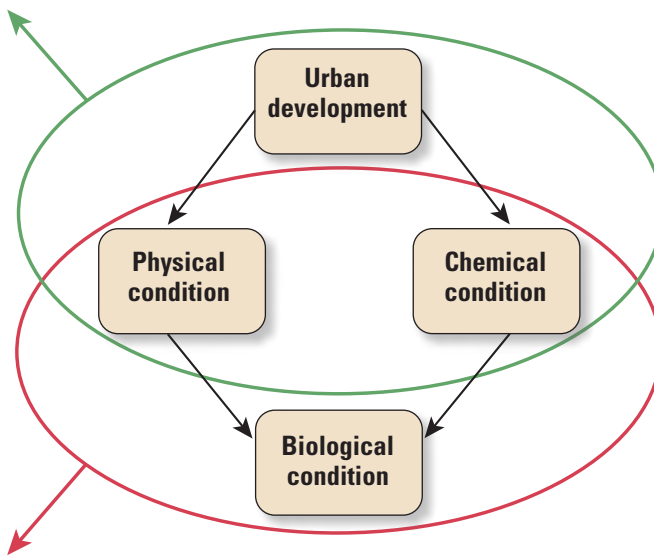 Urban
development
Physical
condition
Chemical
condition
Biological
condition